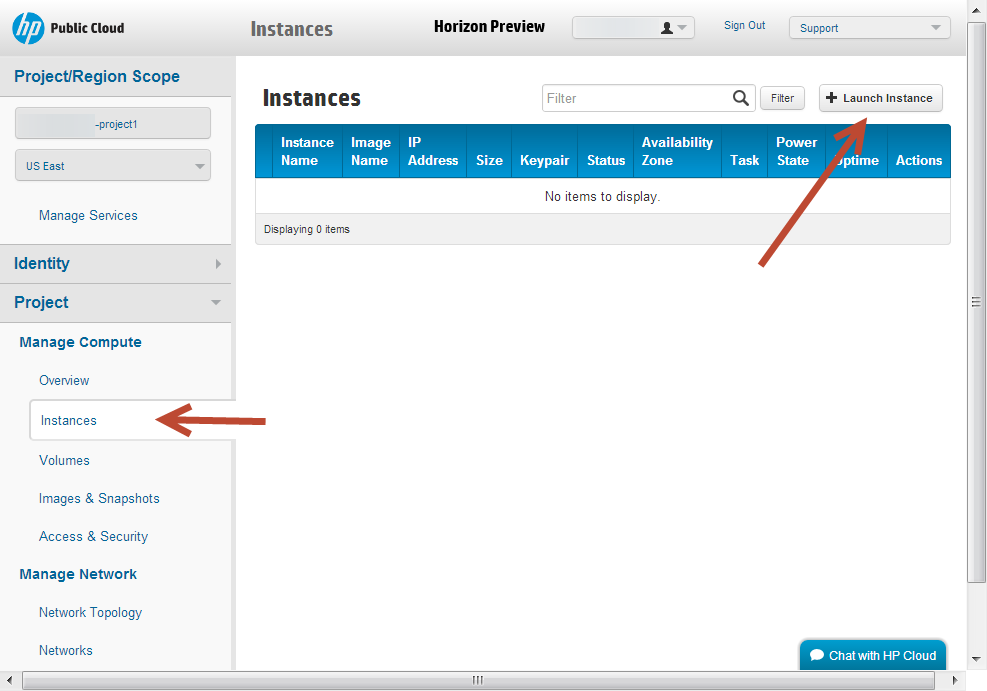 hp Public Cloud
Instances
Horizon Preview
Sign Out
Support
Project/Region Scope
-project1
US East
Manage Services
Identity
Project
Manage Compute
Overview
Instances
Volumes
Images & Snapshots
Access & Security
Manage Network
Network Topology
Networks
Instances
Filter
Filter
+ Launch Instance
Instance Name
Image Name
IP Address
Size
Keypair
Status
Availability Zone
Task
Power State
Uptime
Actions
No items to display.
Displaying 0 items
Chat with HP Cloud